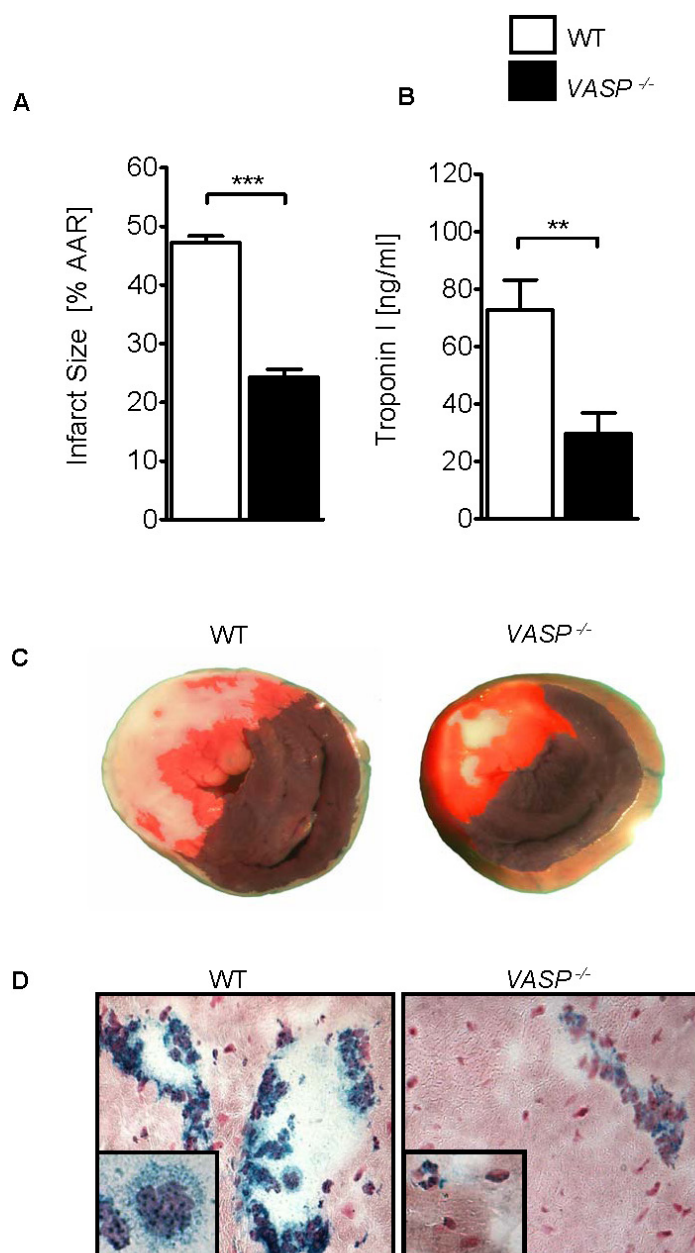 WT
VASP -/-
A
B
Infarct Size [% AAR]
60
50
40
30
20
10
0
***
Troponin I [ng/ml]
120
100
80
60
40
20
0
**
C
WT
VASP -/-
D
WT
VASP -/-